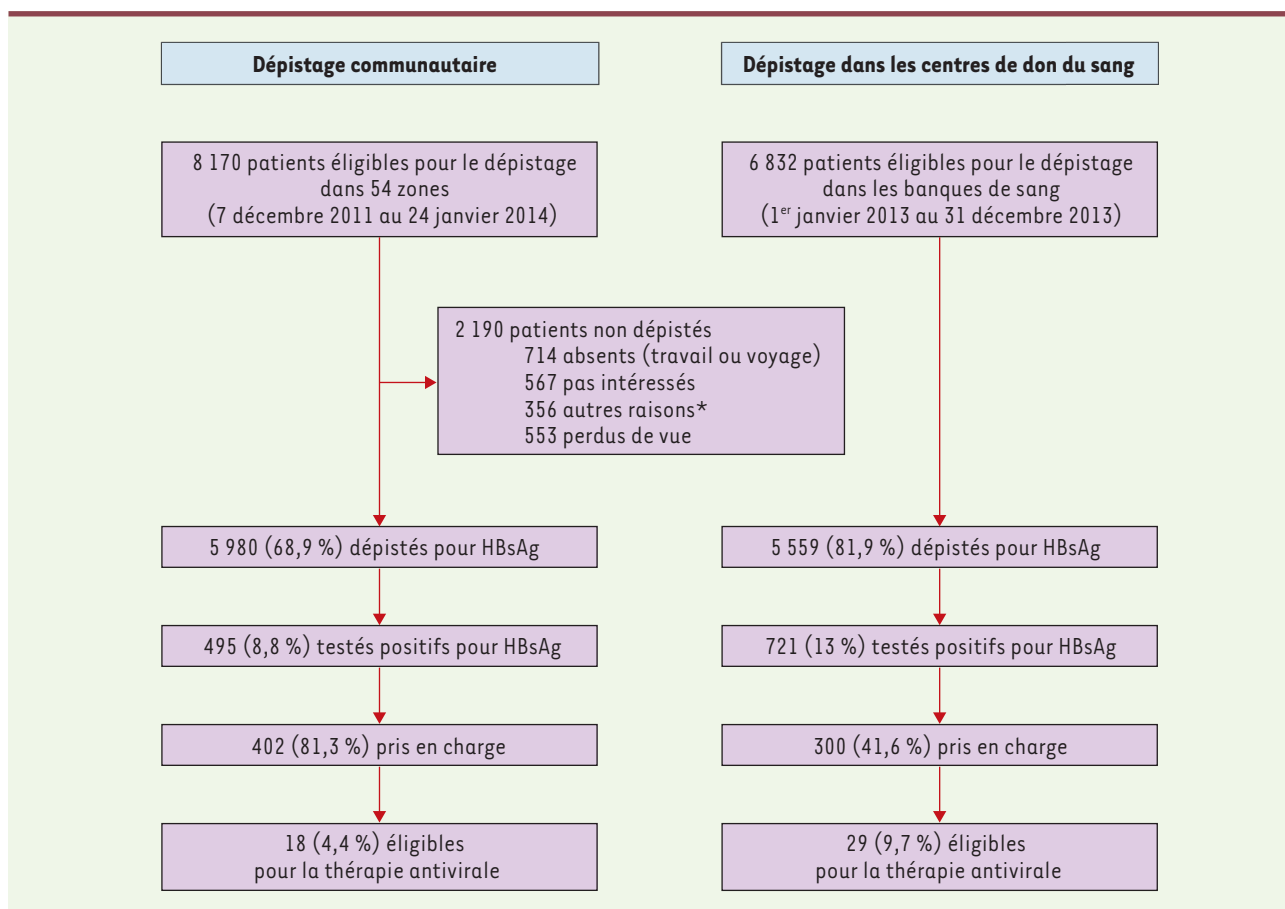 Dépistage communautaire
8 170 patients éligibles pour le dépistage
dans 54 zones
(7 décembre 2011 au 24 janvier 2014)
2 190 patients non dépistés
714 absents (travail ou voyage)
567 pas intéressés
356 autres raisons*
553 perdus de vue
5 980 (68,9 %) dépistés pour HBsAg
495 (8,8 %) testés positifs pour HBsAg
402 (81,3 %) pris en charge
18 (4,4 %) éligibles
pour la thérapie antivirale
Dépistage dans les centres de don du sang
6 832 patients éligibles pour le dépistage
dans les banques de sang
(1er janvier 2013 au 31 décembre 2013)
5 559 (81,9 %) dépistés pour HBsAg
721 (13 %) testés positifs pour HBsAg
300 (41,6 %) pris en charge
29 (9,7 %) éligibles
pour la thérapie antivirale